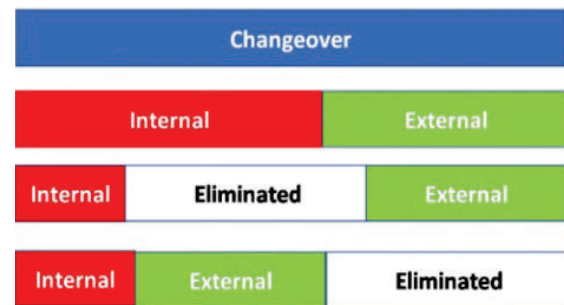 Changeover
Internal External
Internal Eliminated External
Internal External Eliminated